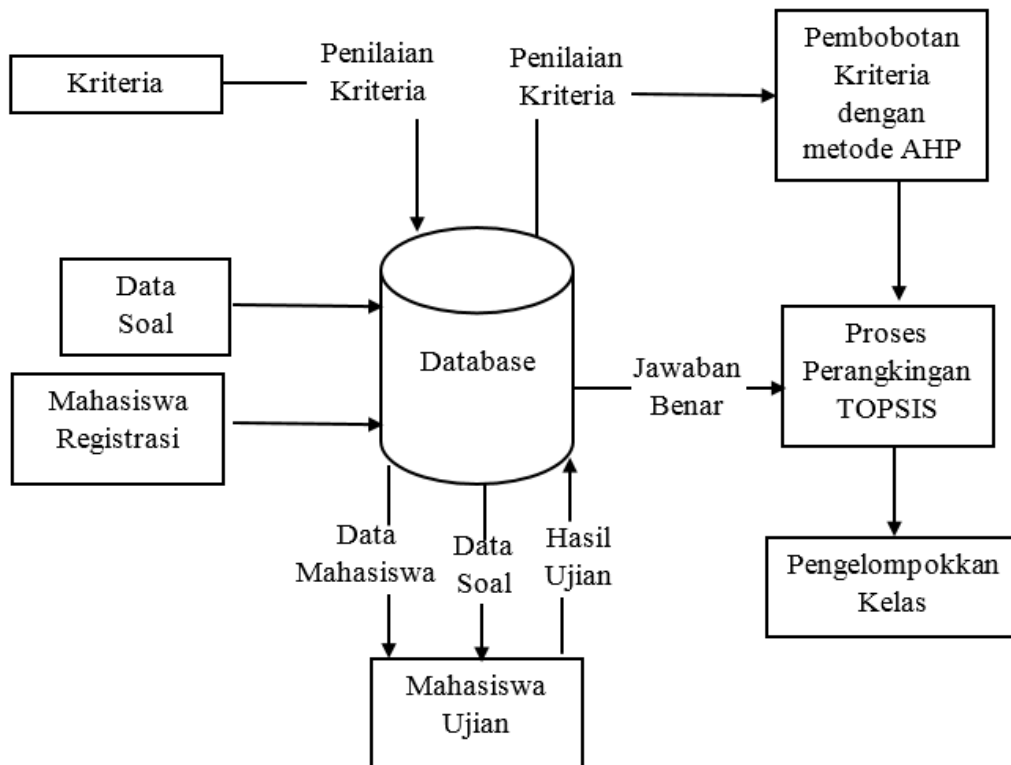 Kriteria
Penilaian
Kriteria
Penilaian
Kriteria
Pembobotan
Kriteria
dengan
metode AHP
Data
Soal
Database
Jawaban
Benar
Proses
Perangkingan
TOPSIS
Mahasiswa
Registrasi
Data
Mahasiswa
Data
Soal
Hasil
Ujian
Pengelompokkan
Kelas
Mahasiswa
Ujian